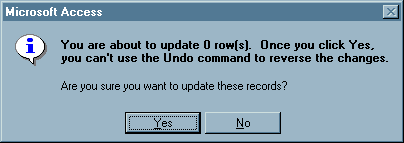 Microsoft Access
You are about to update 0 row(s).  Once you click Yes,
you can't use the Undo command to reverse the changes.
Are you sure you want to update these records?
Yes
No